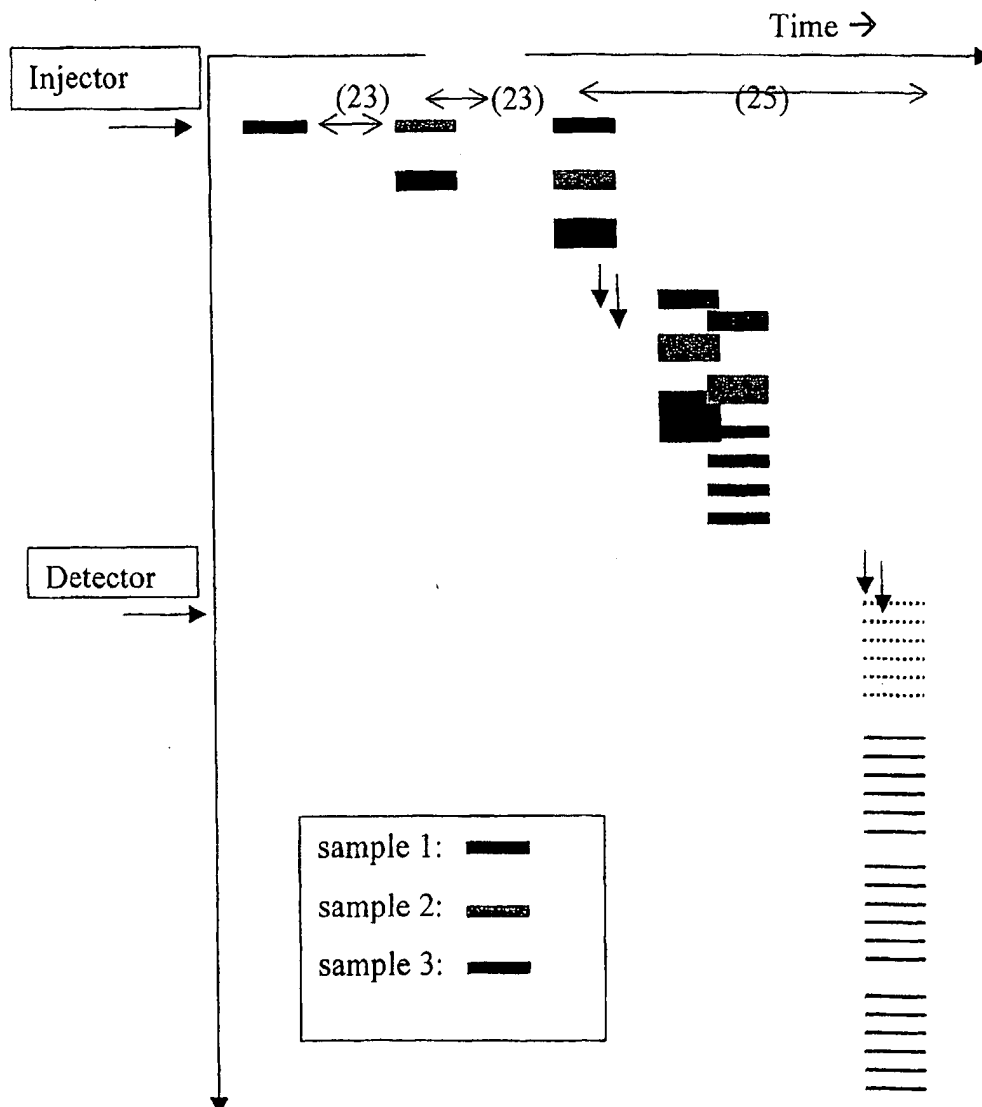 Time →
Injector
(23)
(23)
(25)
Detector
sample 1:
sample 2:
sample 3: